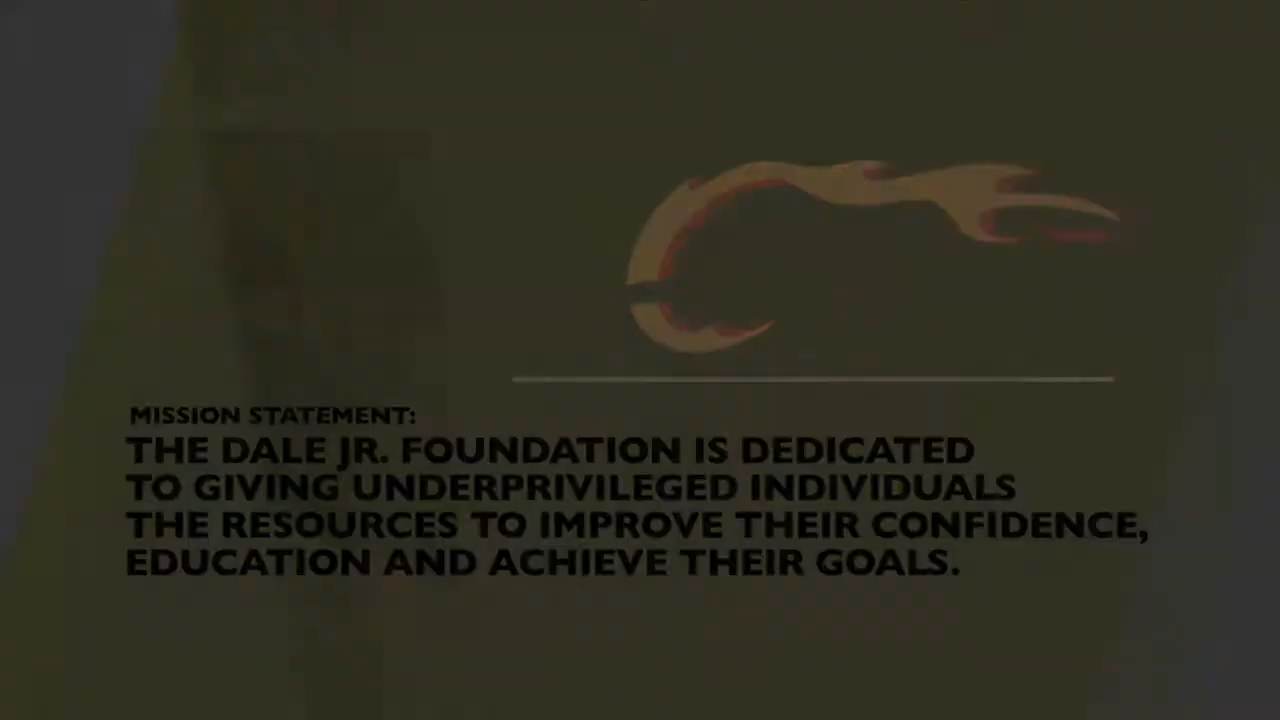 MISSION STATEMENT:
THE DALE JR. FOUNDATION IS DEDICATED
TO GIVING UNDERPRIVILEGED INDIVIDUALS
THE RESOURCES TO IMPROVE THEIR CONFIDENCE,
EDUCATION AND ACHIEVE THEIR GOALS.